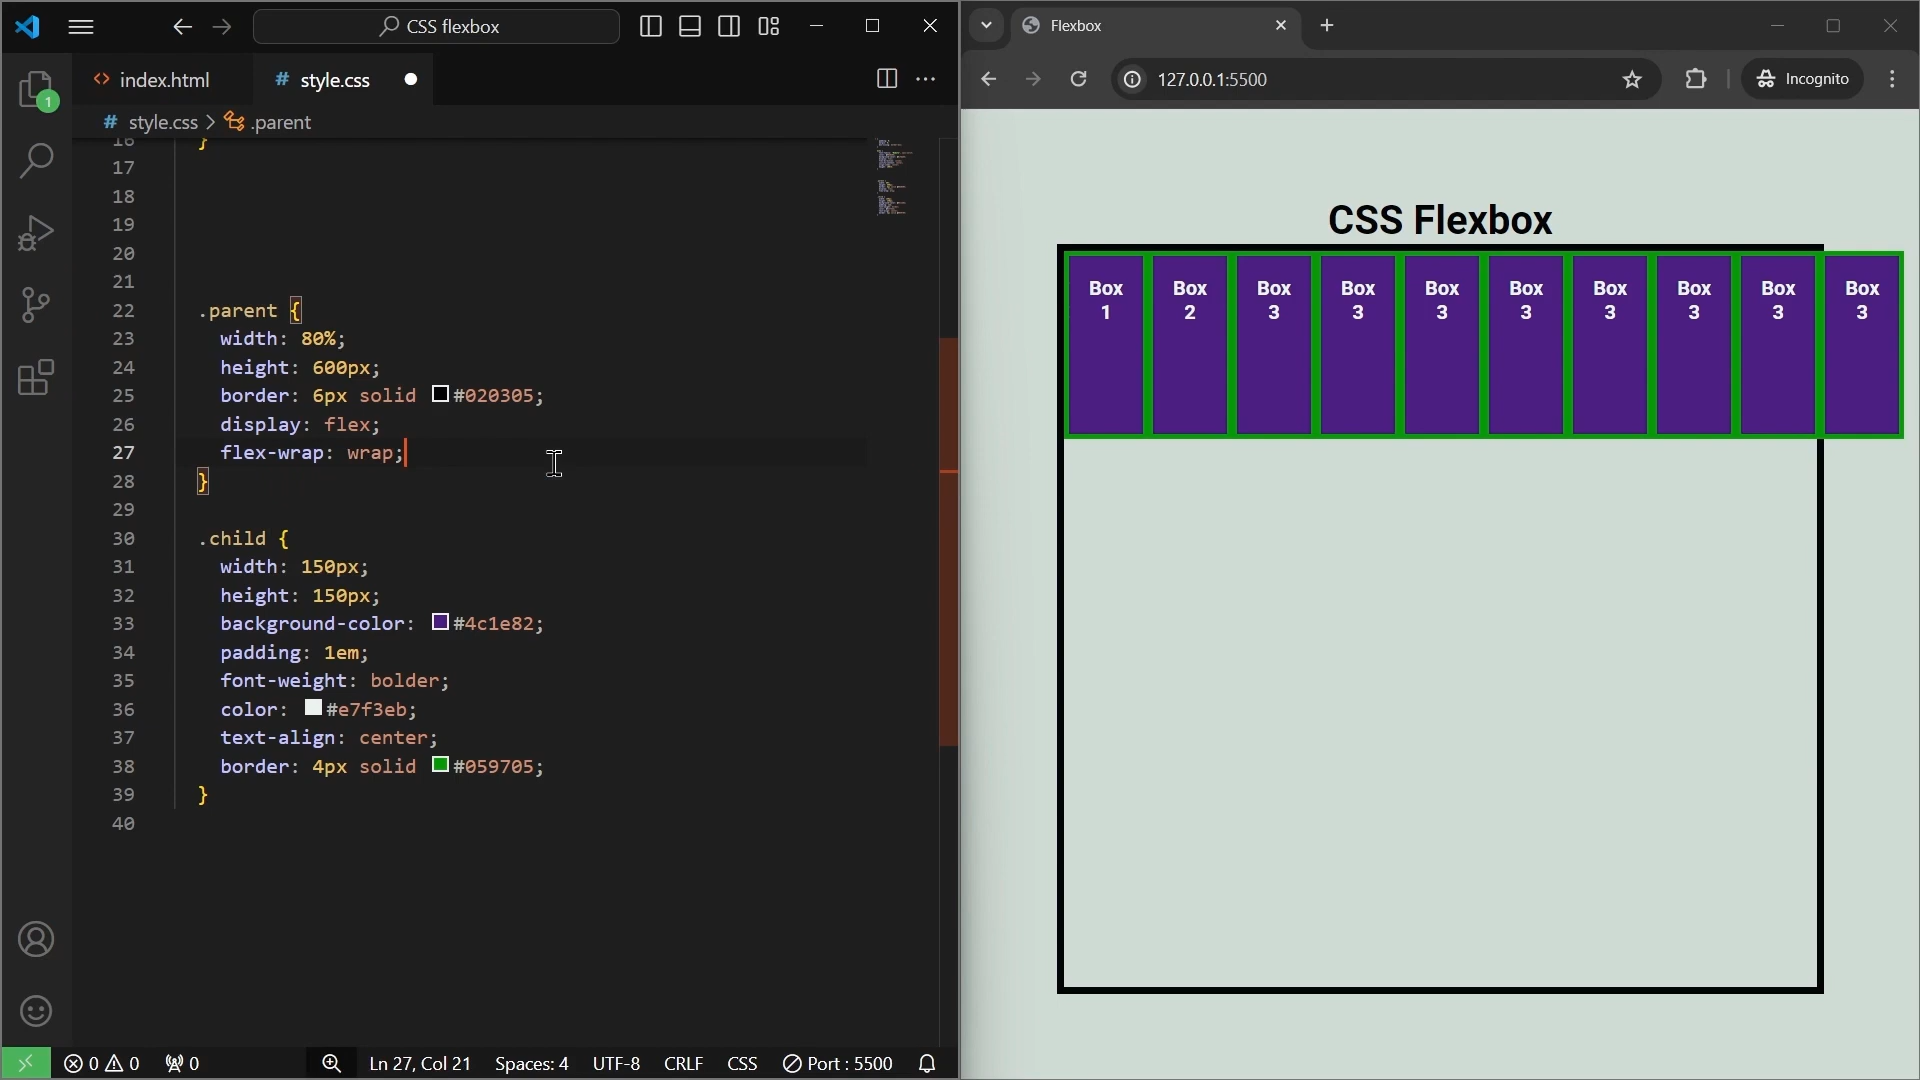 CSS flexbox
index.html
# style.css
# style.css > .parent
16 }
17
18
19
20
21
22 .parent {
23 width: 80%;
24 height: 600px;
25 border: 6px solid #020305;
26 display: flex;
27 flex-wrap: wrap;
28 }
29
30 .child {
31 width: 150px;
32 height: 150px;
33 background-color: #4c1e82;
34 padding: 1em;
35 font-weight: bolder;
36 color: #e7f3eb;
37 text-align: center;
38 border: 4px solid #059705;
39 }
40
1
0 0 0 Ln 27, Col 21 Spaces: 4 UTF-8 CRLF CSS Port : 5500
Flexbox
127.0.0.1:5500 Incognito
CSS Flexbox
Box Box Box Box Box Box Box Box Box Box
1 2 3 3 3 3 3 3 3 3